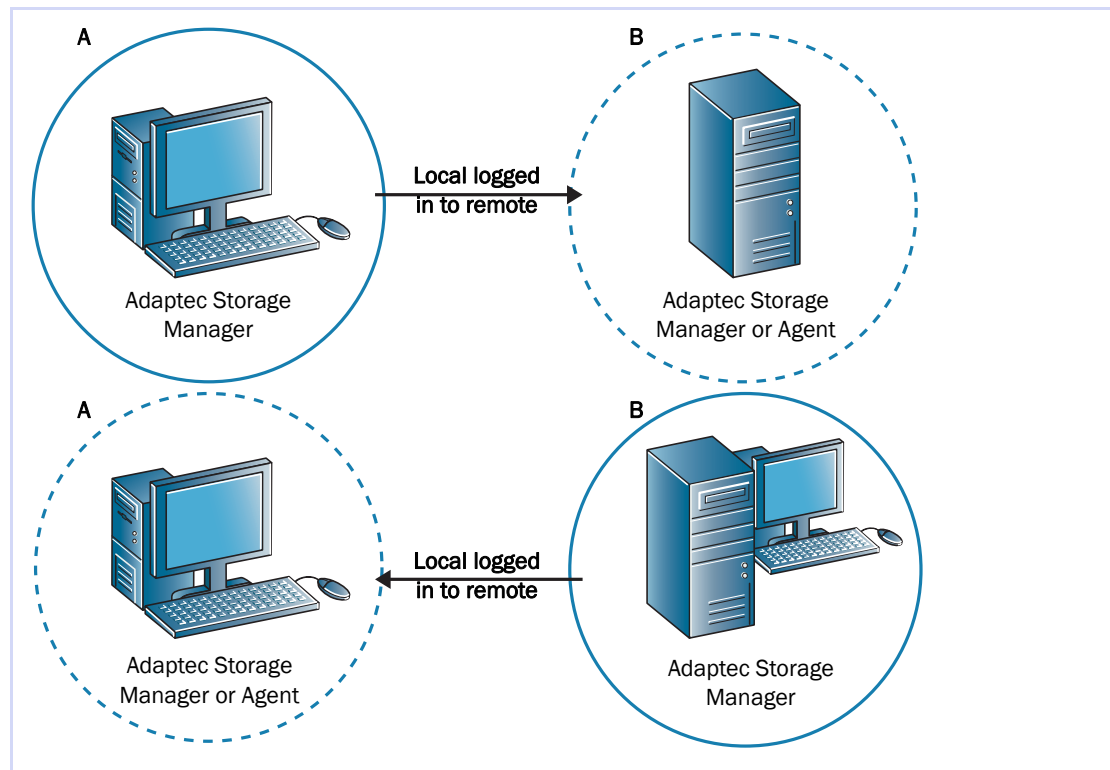 A
B
Local logged
in to remote
Adaptec Storage
Manager
Adaptec Storage
Manager or Agent
A
B
Local logged
in to remote
Adaptec Storage
Manager or Agent
Adaptec Storage
Manager